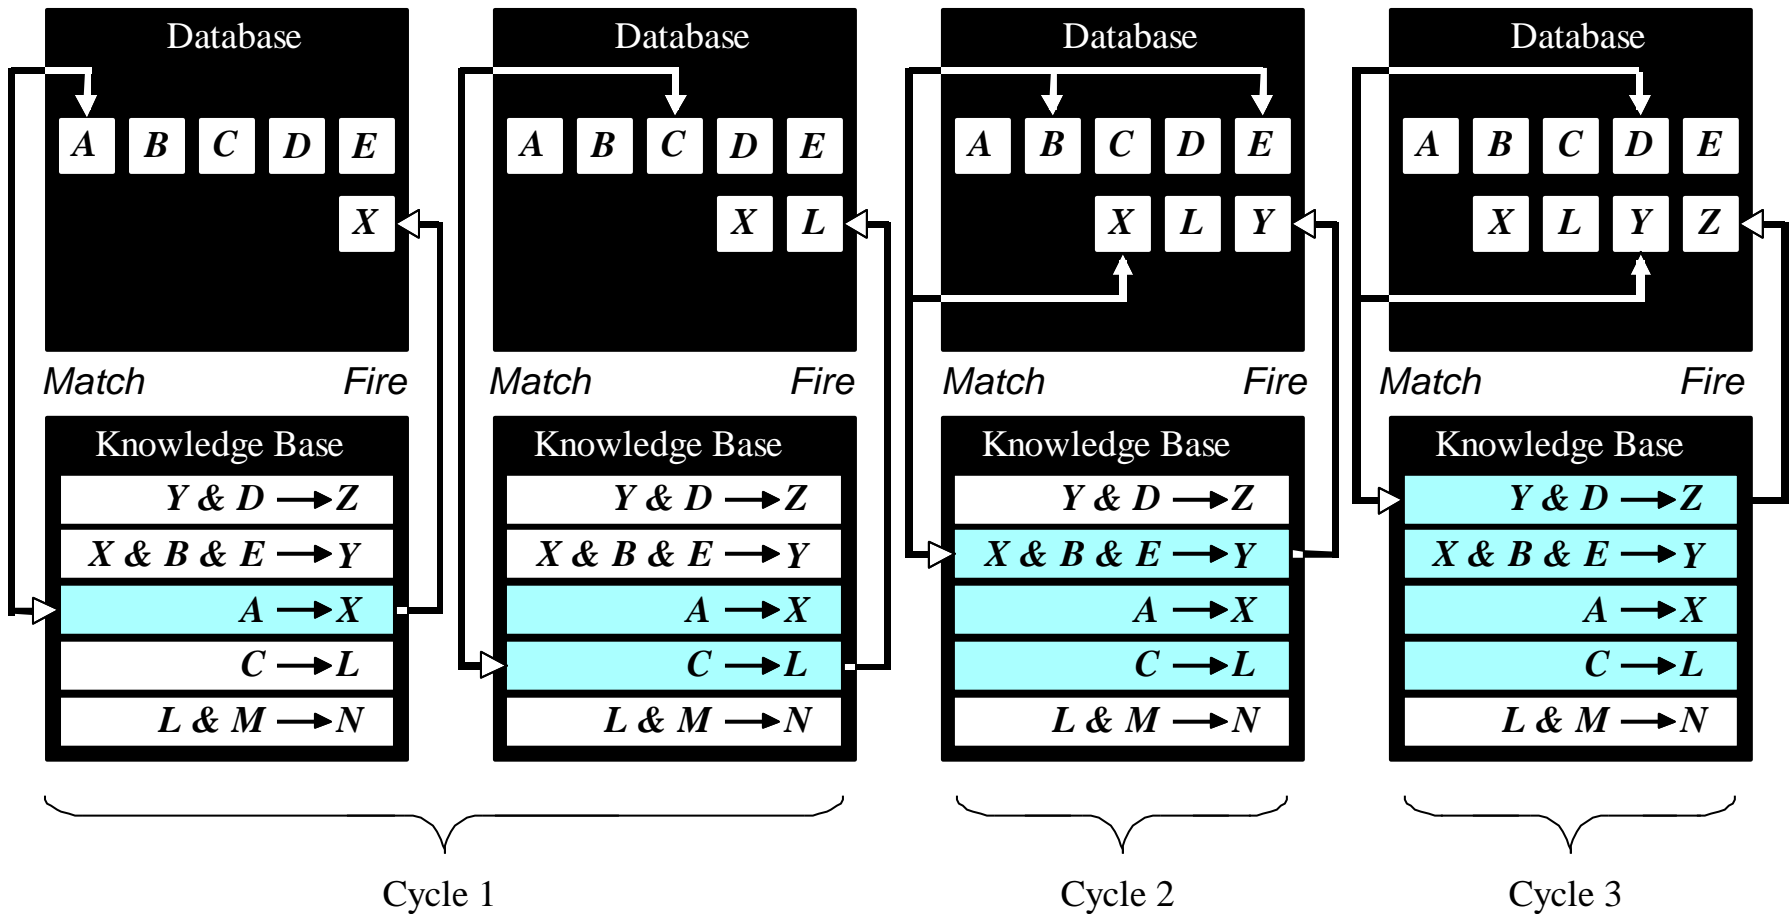 Database
A B C D E
X
Match Fire
Knowledge Base
Y & D → Z
X & B & E → Y
A → X
C → L
L & M → N
Database
A B C D E
X L
Match Fire
Knowledge Base
Y & D → Z
X & B & E → Y
A → X
C → L
L & M → N
Cycle 1
Database
A B C D E
X L Y
Match Fire
Knowledge Base
Y & D → Z
X & B & E → Y
A → X
C → L
L & M → N
Cycle 2
Database
A B C D E
X L Y Z
Match Fire
Knowledge Base
Y & D → Z
X & B & E → Y
A → X
C → L
L & M → N
Cycle 3